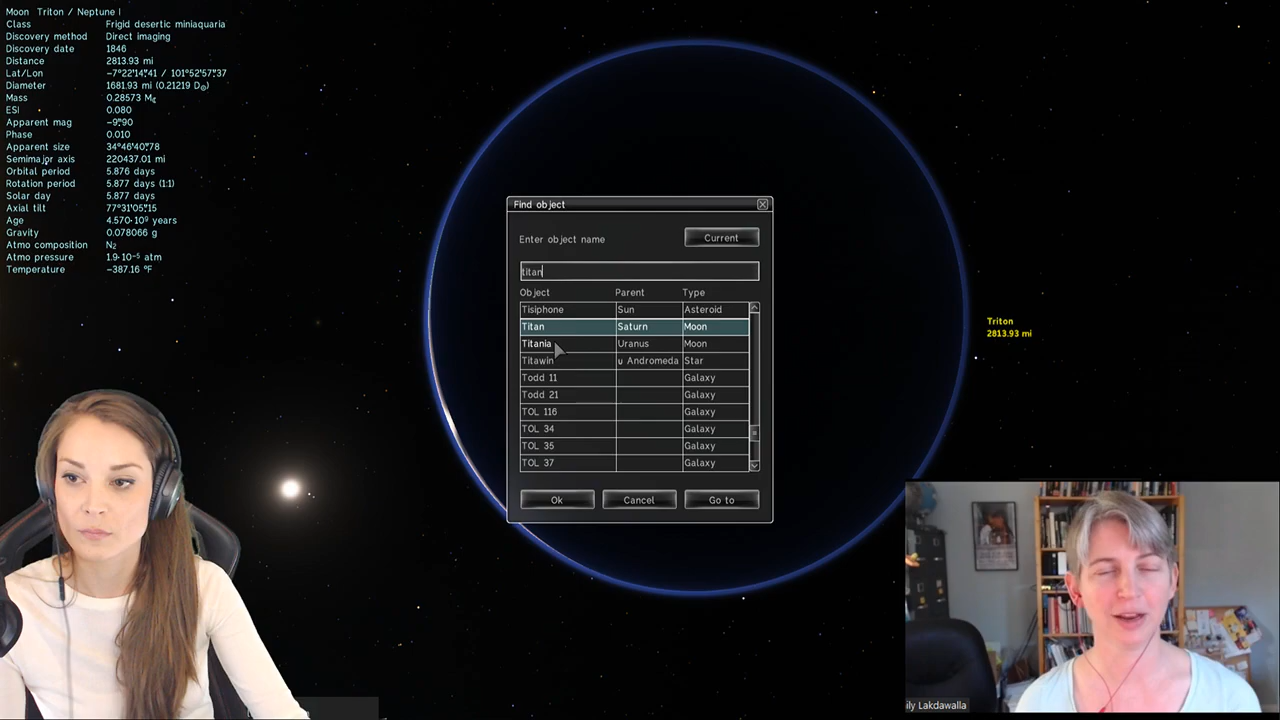 Moon Triton / Neptune I
Class Frigid desertic miniaquaria
Discovery method Direct imaging
Discovery date 1846
Distance 2813.93 mi
Lat/Lon −7°22'14".41 / 101°52'57".37
Diameter 1681.93 mi (0.21219 D⊕)
Mass 0.28573 M
ESI 0.080
Apparent mag −9ᵐ.90
Phase 0.010
Apparent size 34°46'40".78
Semimajor axis 220437.01 mi
Orbital period 5.876 days
Rotation period 5.877 days (1:1)
Solar day 5.877 days
Axial tilt 77°31'05".15
Age 4.570·10⁹ years
Gravity 0.078066 g
Atmo composition N₂
Atmo pressure 1.9·10⁻⁵ atm
Temperature −387.16 °F
Find object
Enter object name Current
titan
Object Parent Type
Tisiphone Sun Asteroid
Titan Saturn Moon
Titania Uranus Moon
Titawin υ Andromeda Star
Todd 11 Galaxy
Todd 21 Galaxy
TOL 116 Galaxy
TOL 34 Galaxy
TOL 35 Galaxy
TOL 37 Galaxy
Ok Cancel Go to
Triton
2813.93 mi
ily Lakdawalla